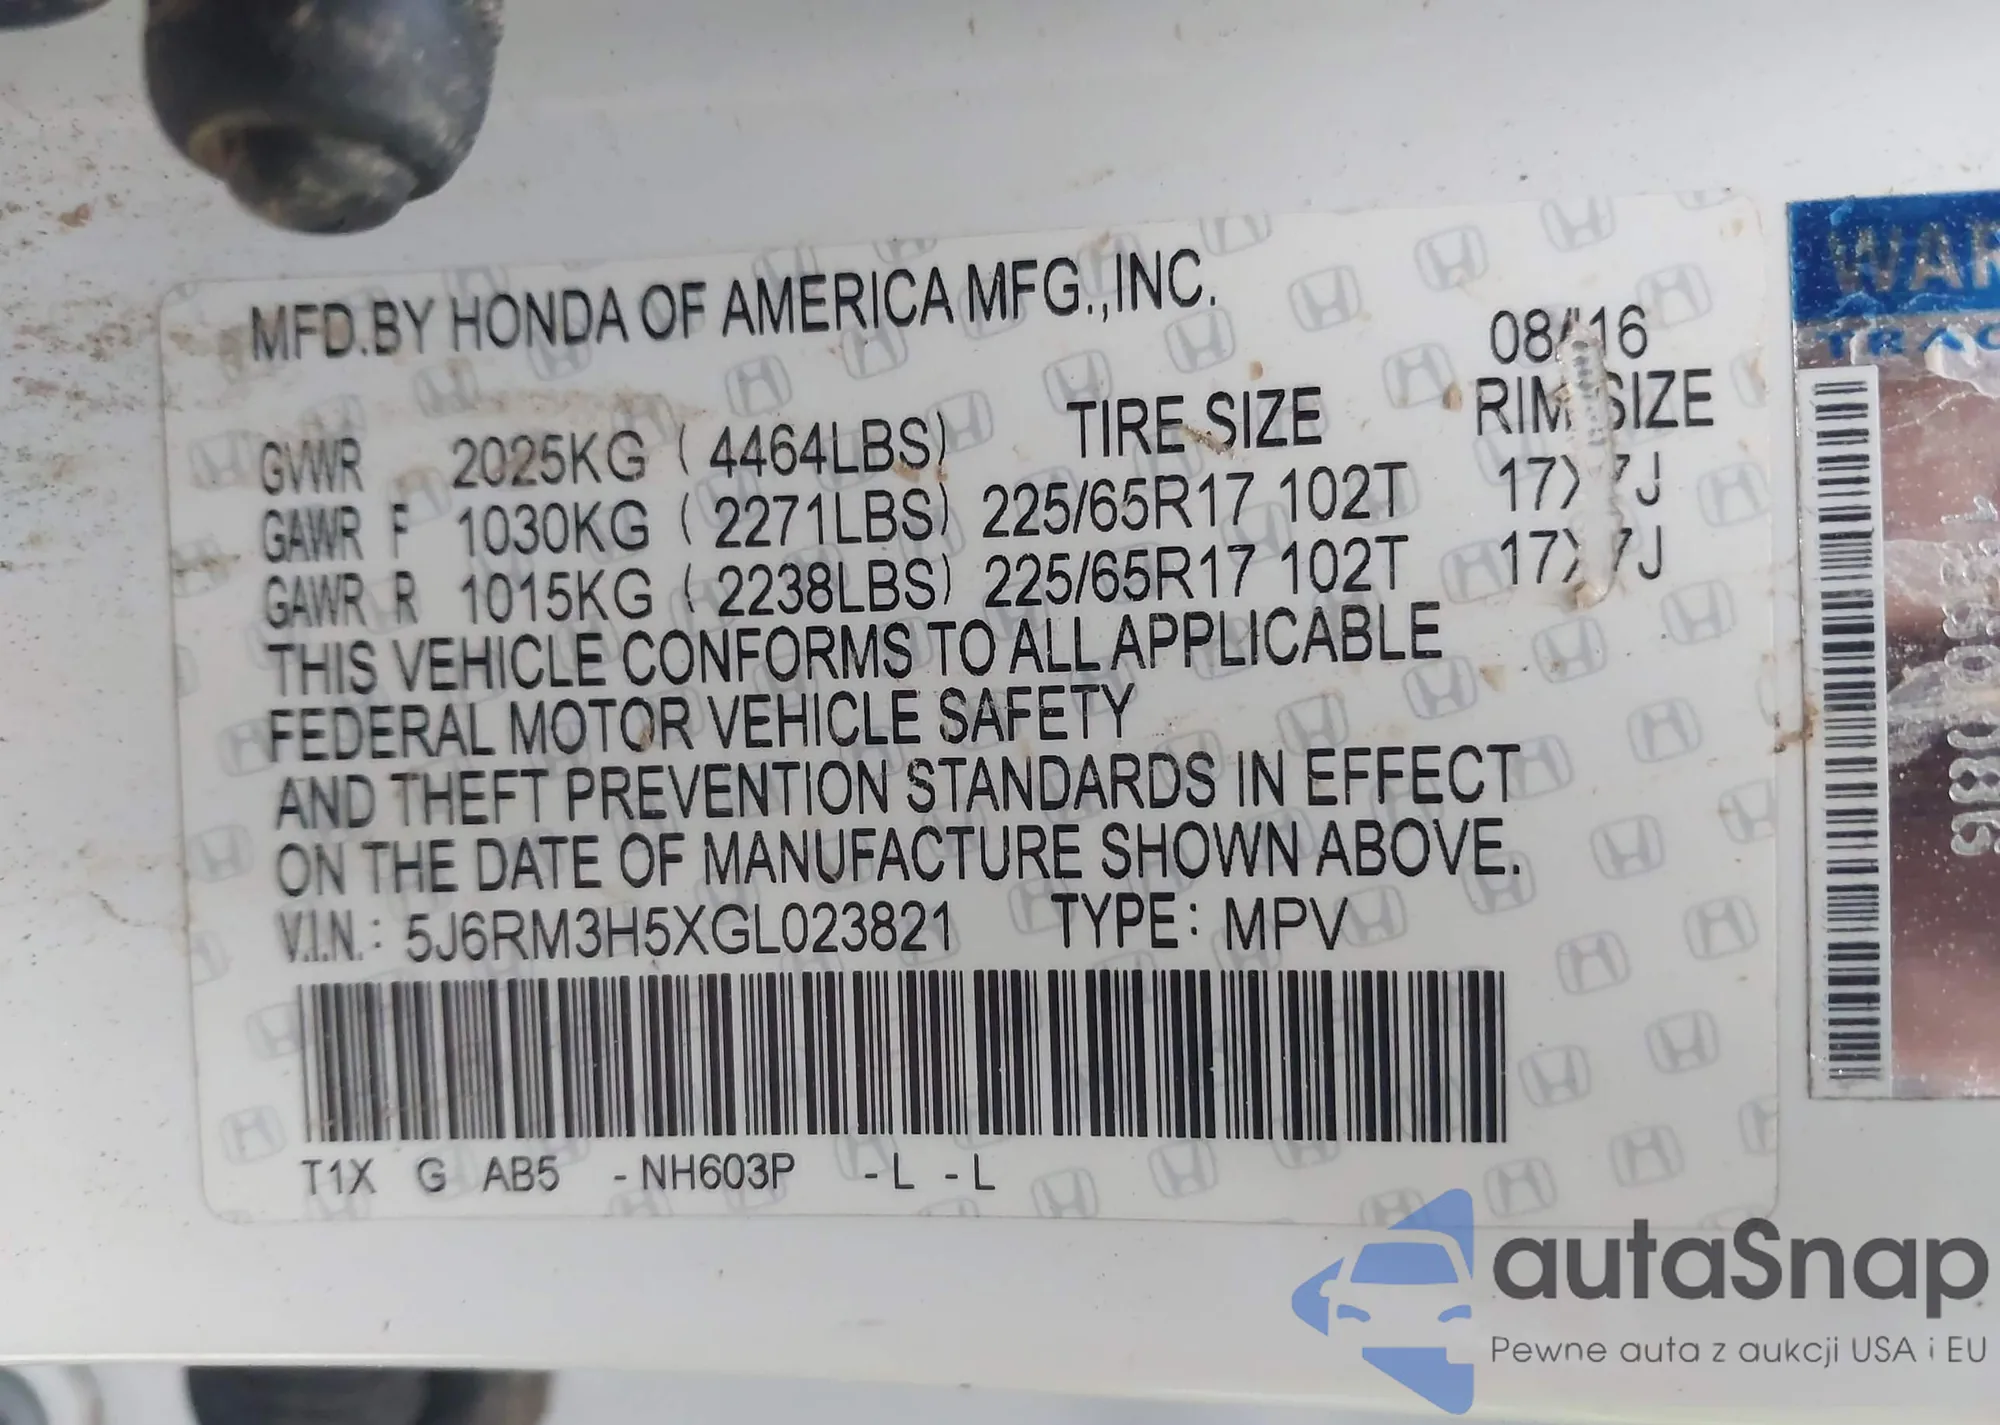 MFD.BY HONDA OF AMERICA MFG.,INC.
08/16
GVWR 2025KG (4464LBS) TIRE SIZE RIM SIZE
GAWR F 1030KG (2271LBS) 225/65R17 102T 17X7J
GAWR R 1015KG (2238LBS) 225/65R17 102T 17X7J
THIS VEHICLE CONFORMS TO ALL APPLICABLE
FEDERAL MOTOR VEHICLE SAFETY
AND THEFT PREVENTION STANDARDS IN EFFECT
ON THE DATE OF MANUFACTURE SHOWN ABOVE.
V.I.N.: 5J6RM3H5XGL023821 TYPE: MPV
T1X G AB5 -NH603P -L -L
autaSnap
Pewne auta z aukcji USA i EU